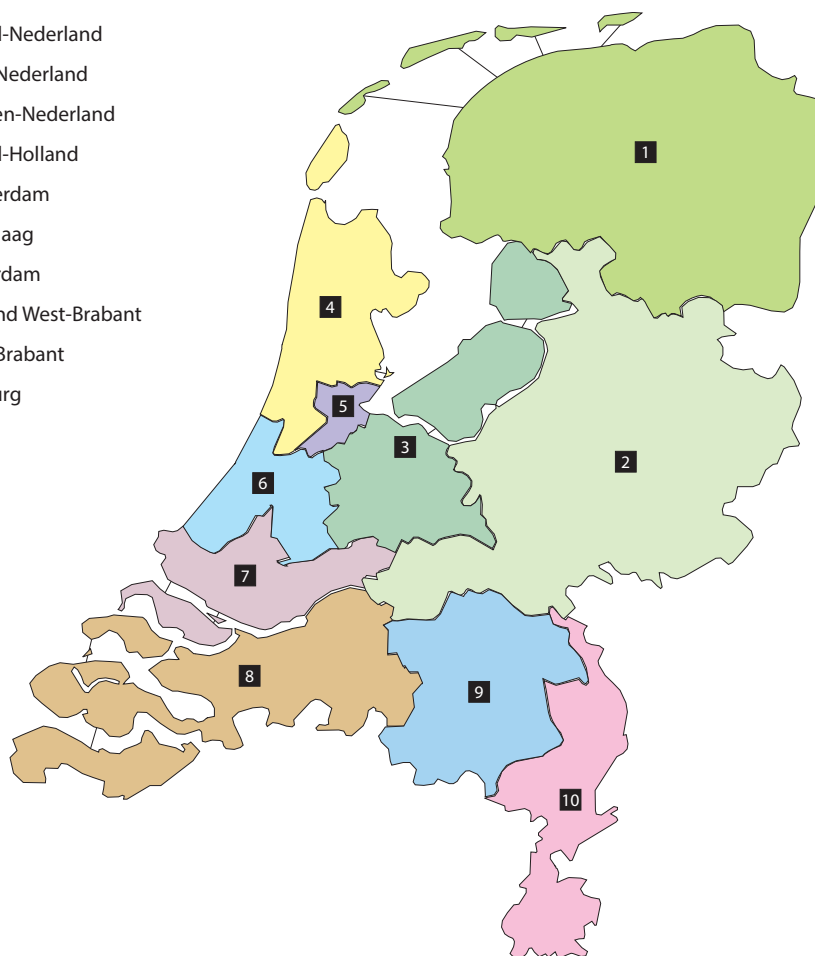 d-Nederland
Nederland
en-Nederland
d-Holland
erdam
aag
rdam
nd West-Brabant
Brabant
urg
1
4
5
3
2
6
7
8
9
10